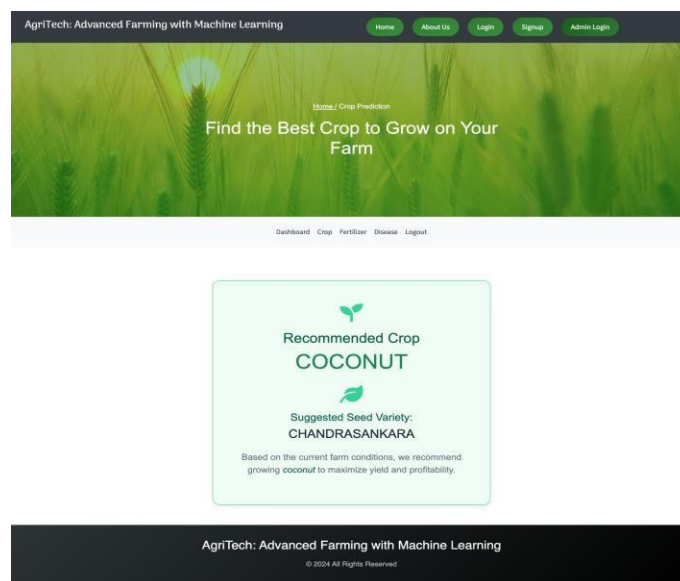 AgriTech: Advanced Farming with Machine Learning
Home
About Us
Login
Signup
Admin Login
Home / Crop Prediction
Find the Best Crop to Grow on Your
Farm
Dashboard Crop Fertilizer Disease Logout
Recommended Crop
COCONUT
Suggested Seed Variety:
CHANDRASANKARA
Based on the current farm conditions, we recommend
growing coconut to maximize yield and profitability.
AgriTech: Advanced Farming with Machine Learning
© 2024 All Rights Reserved